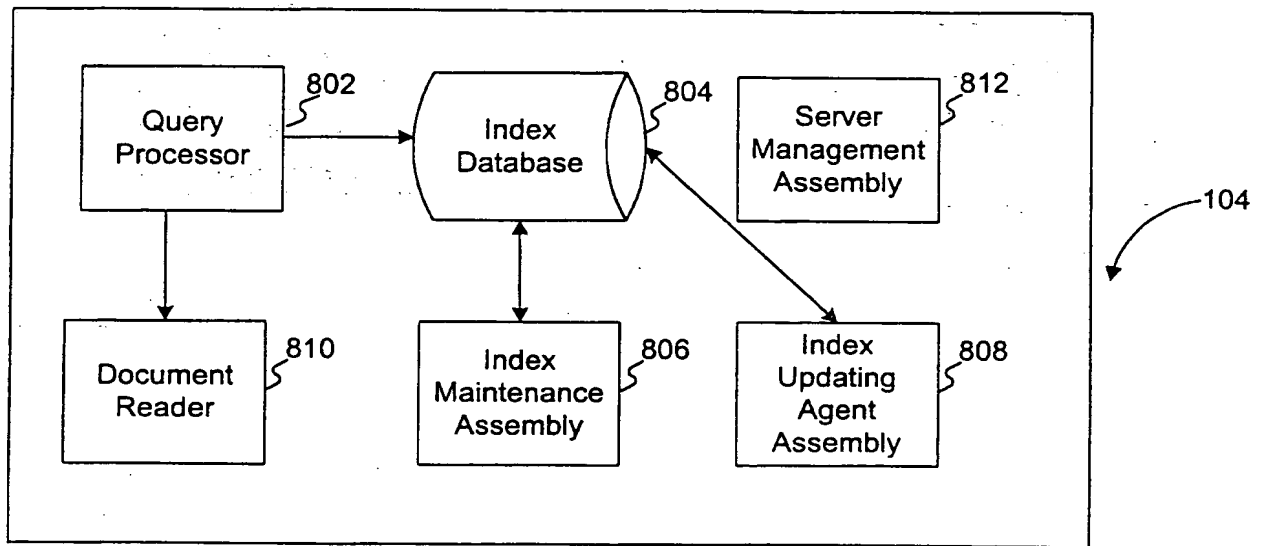 802
Query
Processor
804
Index
Database
812
Server
Management
Assembly
104
810
Document
Reader
806
Index
Maintenance
Assembly
808
Index
Updating
Agent
Assembly